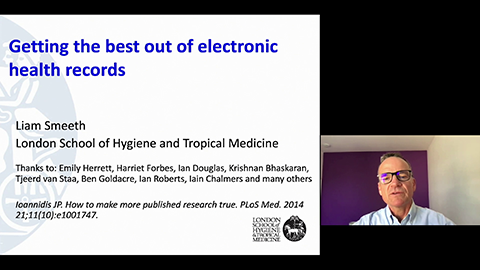 Getting the best out of electronic
health records
Liam Smeeth
London School of Hygiene and Tropical Medicine
Thanks to: Emily Herrett, Harriet Forbes, Ian Douglas, Krishnan Bhaskaran,
Tjeerd van Staa, Ben Goldacre, Ian Roberts, Iain Chalmers and many others
Ioannidis JP. How to make more published research true. PLoS Med. 2014
21;11(10):e1001747.
LONDON
SCHOOL of
HYGIENE
& TROPICAL
MEDICINE